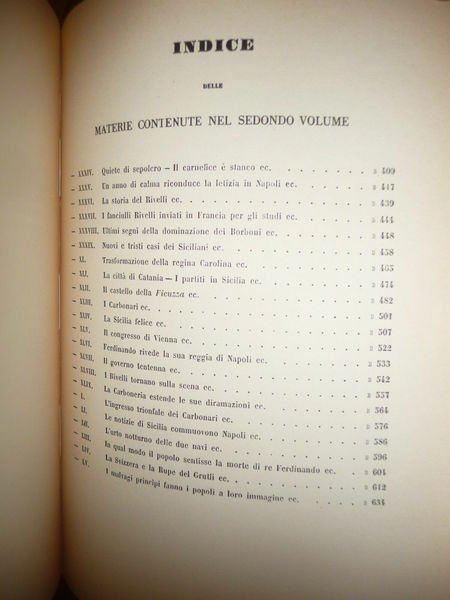 INDICE
DELLE
MATERIE CONTENUTE NEL SEDONDO VOLUME
— XXXIV. Quiete di sepolcro — Il carnefice è stanco ec. . . . » 409
— XXXV. Un anno di calma riconduce la letizia in Napoli ec. . . . » 417
— XXXVI. La storia del Rivelli ec. . . . » 439
— XXXVII. I fanciulli Rivelli inviati in Francia per gli studi ec. . . . » 444
— XXXVIII. Ultimi segni della dominazione dei Borboni ec. . . . » 448
— XXXIX. Nuovi e tristi casi dei Siciliani ec. . . . » 458
— XL. Trasformazione della regina Carolina ec. . . . » 465
— XLI. La città di Catania — I partiti in Sicilia ec. . . . » 474
— XLII. Il castello della Ficuzza ec. . . . » 482
— XLIII. I Carbonari ec. . . . » 501
— XLIV. La Sicilia felice ec. . . . » 507
— XLV. Il congresso di Vienna ec. . . . » 522
— XLVI. Ferdinando rivede la sua reggia di Napoli ec. . . . » 533
— XLVII. Il governo tentenna ec. . . . » 542
— XLVIII. I Rivelli tornano sulla scena ec. . . . » 557
— XLIX. La Carboneria estende le sue diramazioni ec. . . . » 564
— L. L'ingresso trionfale dei Carbonari ec. . . . » 576
— LI. Le notizie di Sicilia commuovono Napoli ec. . . . » 586
— LII. L'urto notturno delle due navi ec. . . . » 596
— LIII. In qual modo il popolo sentisse la morte di re Ferdinando ec. . . . » 604
— LIV. La Svizzera e la Rupe del Grutli ec. . . . » 612
— LV. I malvagi principi fanno i popoli a loro immagine ec. . . . » 634